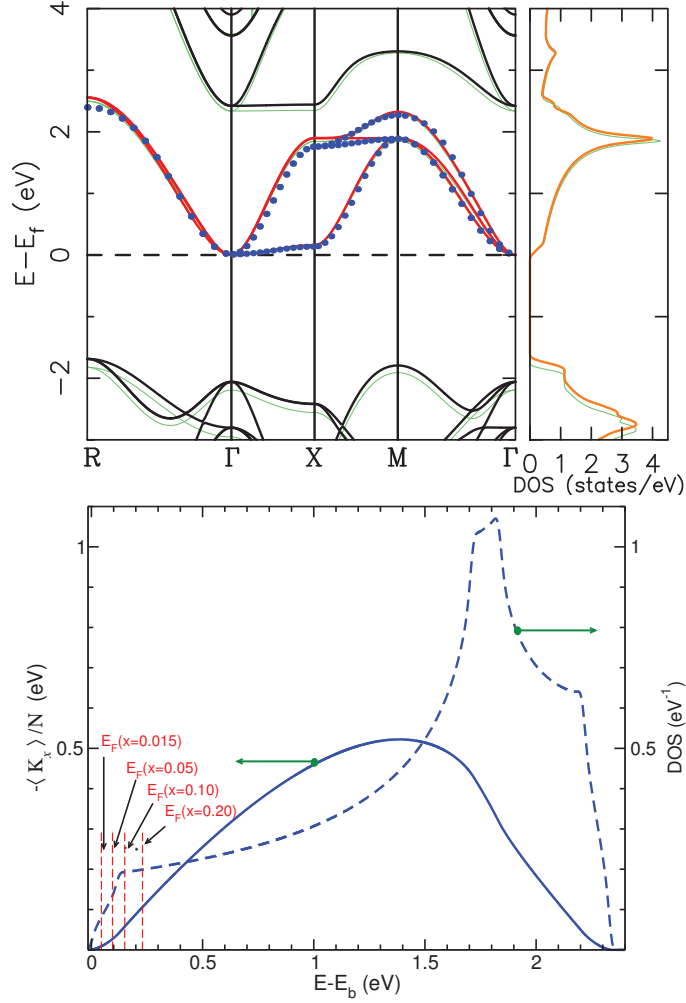 4
2
0
−2
E−E_f (eV)
R Γ X M Γ
0 1 2 3 4
DOS (states/eV)
1
0.5
-⟨K_x⟩/N (eV)
1
0.5
DOS (eV⁻¹)
E_F(x=0.015)
E_F(x=0.05)
E_F(x=0.10)
E_F(x=0.20)
0 0.5 1 1.5 2
E-E_b (eV)